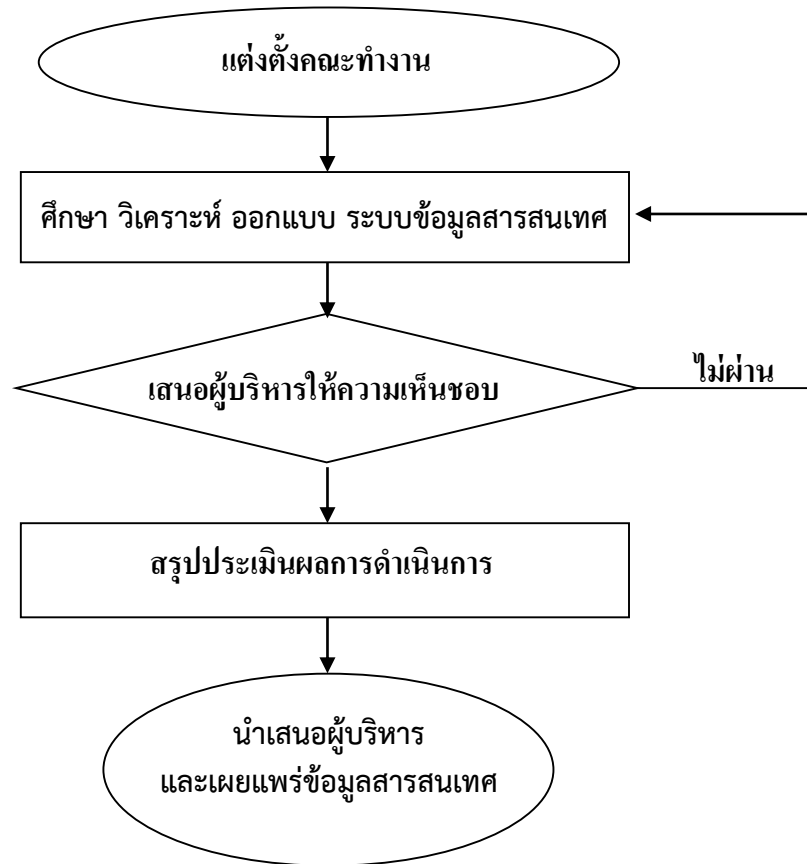 แต่งตั้งคณะทำงาน
ศึกษา วิเคราะห์ ออกแบบ ระบบข้อมูลสารสนเทศ
เสนอผู้บริหารให้ความเห็นชอบ
ไม่ผ่าน
สรุปประเมินผลการดำเนินการ
นำเสนอผู้บริหาร
และเผยแพร่ข้อมูลสารสนเทศ